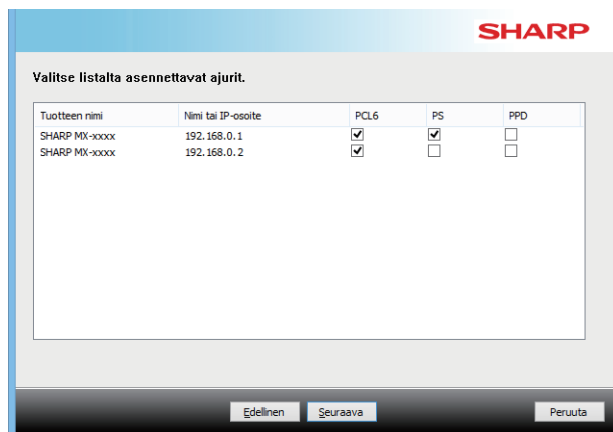 SHARP
Valitse listalta asennettavat ajurit.
Tuotteen nimi Nimi tai IP-osoite PCL6 PS PPD
SHARP MX-xxxx 192.168.0.1
SHARP MX-xxxx 192.168.0.2
Edellinen Seuraava Peruuta